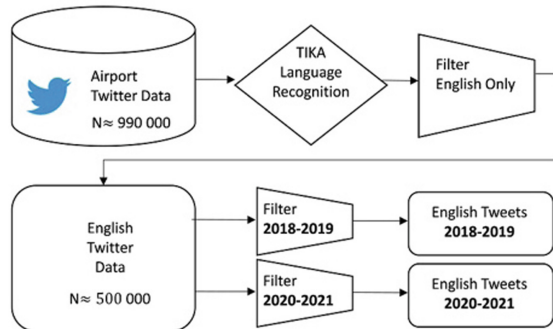 Airport
Twitter Data
N≈ 990 000
TIKA
Language
Recognition
Filter
English Only
English
Twitter
Data
N≈ 500 000
Filter
2018-2019
English Tweets
2018-2019
Filter
2020-2021
English Tweets
2020-2021